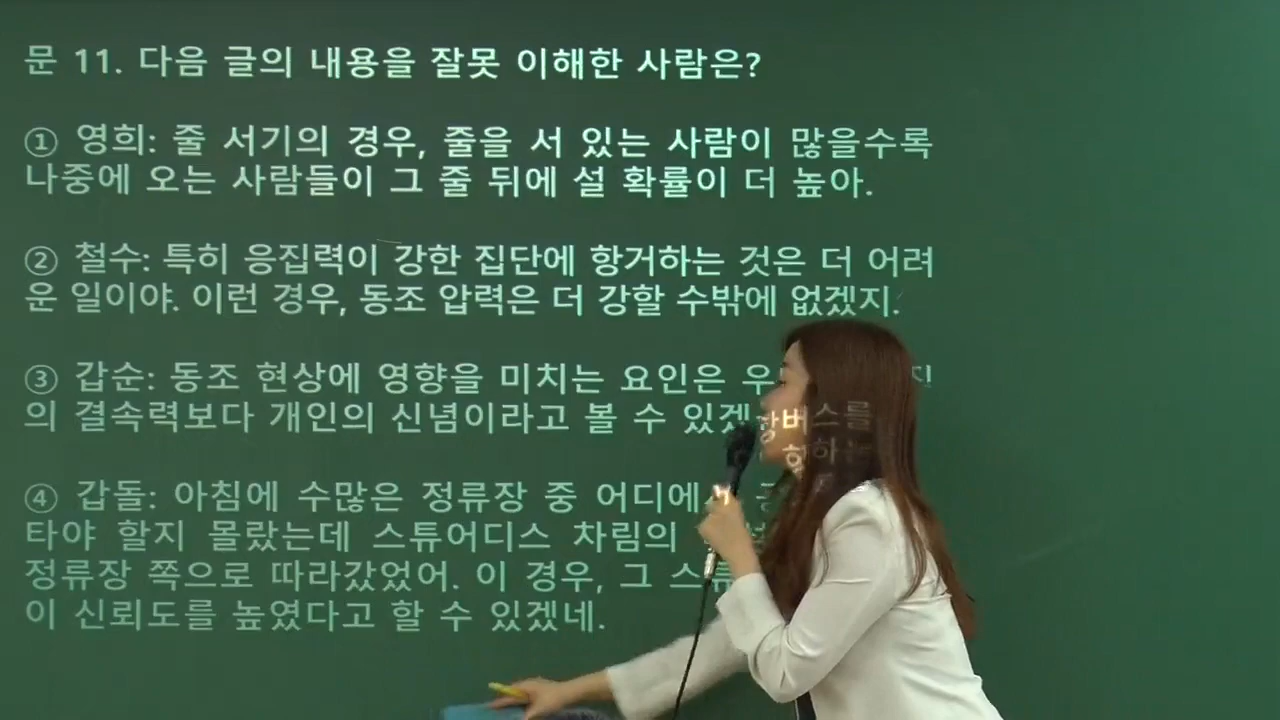 문 11. 다음 글의 내용을 잘못 이해한 사람은?
① 영희: 줄 서기의 경우, 줄을 서 있는 사람이 많을수록
나중에 오는 사람들이 그 줄 뒤에 설 확률이 더 높아.
② 철수: 특히 응집력이 강한 집단에 항거하는 것은 더 어려
운 일이야. 이런 경우, 동조 압력은 더 강할 수밖에 없겠지.
③ 갑순: 동조 현상에 영향을 미치는 요인은
의 결속력보다 개인의 신념이라고 볼 수
④ 갑돌: 아침에 수많은 정류장 중 어디에서
타야 할지 몰랐는데 스튜어디스 차림의
정류장 쪽으로 따라갔었어. 이 경우, 그
이 신뢰도를 높였다고 할 수 있겠네.